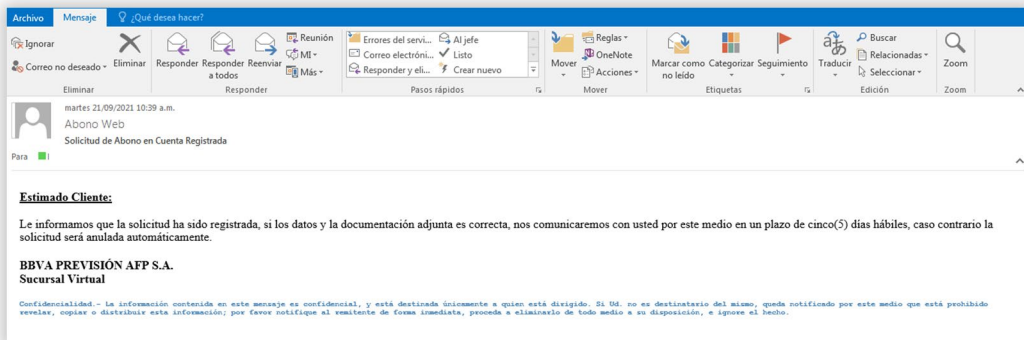 Archivo Mensaje ¿Qué desea hacer?
Ignorar
Correo no deseado
Eliminar
Responder
Responder a todos
Reenviar
Reunión
MI
Más
Errores del servi... Al jefe
Correo electróni... Listo
Responder y eli... Crear nuevo
Mover
Reglas
OneNote
Acciones
Marcar como no leído
Categorizar
Seguimiento
Traducir
Buscar
Relacionadas
Seleccionar
Zoom
Eliminar Responder Pasos rápidos Mover Etiquetas Edición Zoom
martes 21/09/2021 10:39 a.m.
Abono Web
Solicitud de Abono en Cuenta Registrada
Para
Estimado Cliente:
Le informamos que la solicitud ha sido registrada, si los datos y la documentación adjunta es correcta, nos comunicaremos con usted por este medio en un plazo de cinco(5) días hábiles, caso contrario la
solicitud será anulada automáticamente.
BBVA PREVISIÓN AFP S.A.
Sucursal Virtual
Confidencialidad.- La información contenida en este mensaje es confidencial, y está destinada únicamente a quien está dirigido. Si Ud. no es destinatario del mismo, queda notificado por este medio que está prohibido
revelar, copiar o distribuir esta información; por favor notifique al remitente de forma inmediata, proceda a eliminarlo de todo medio a su disposición, e ignore el hecho.